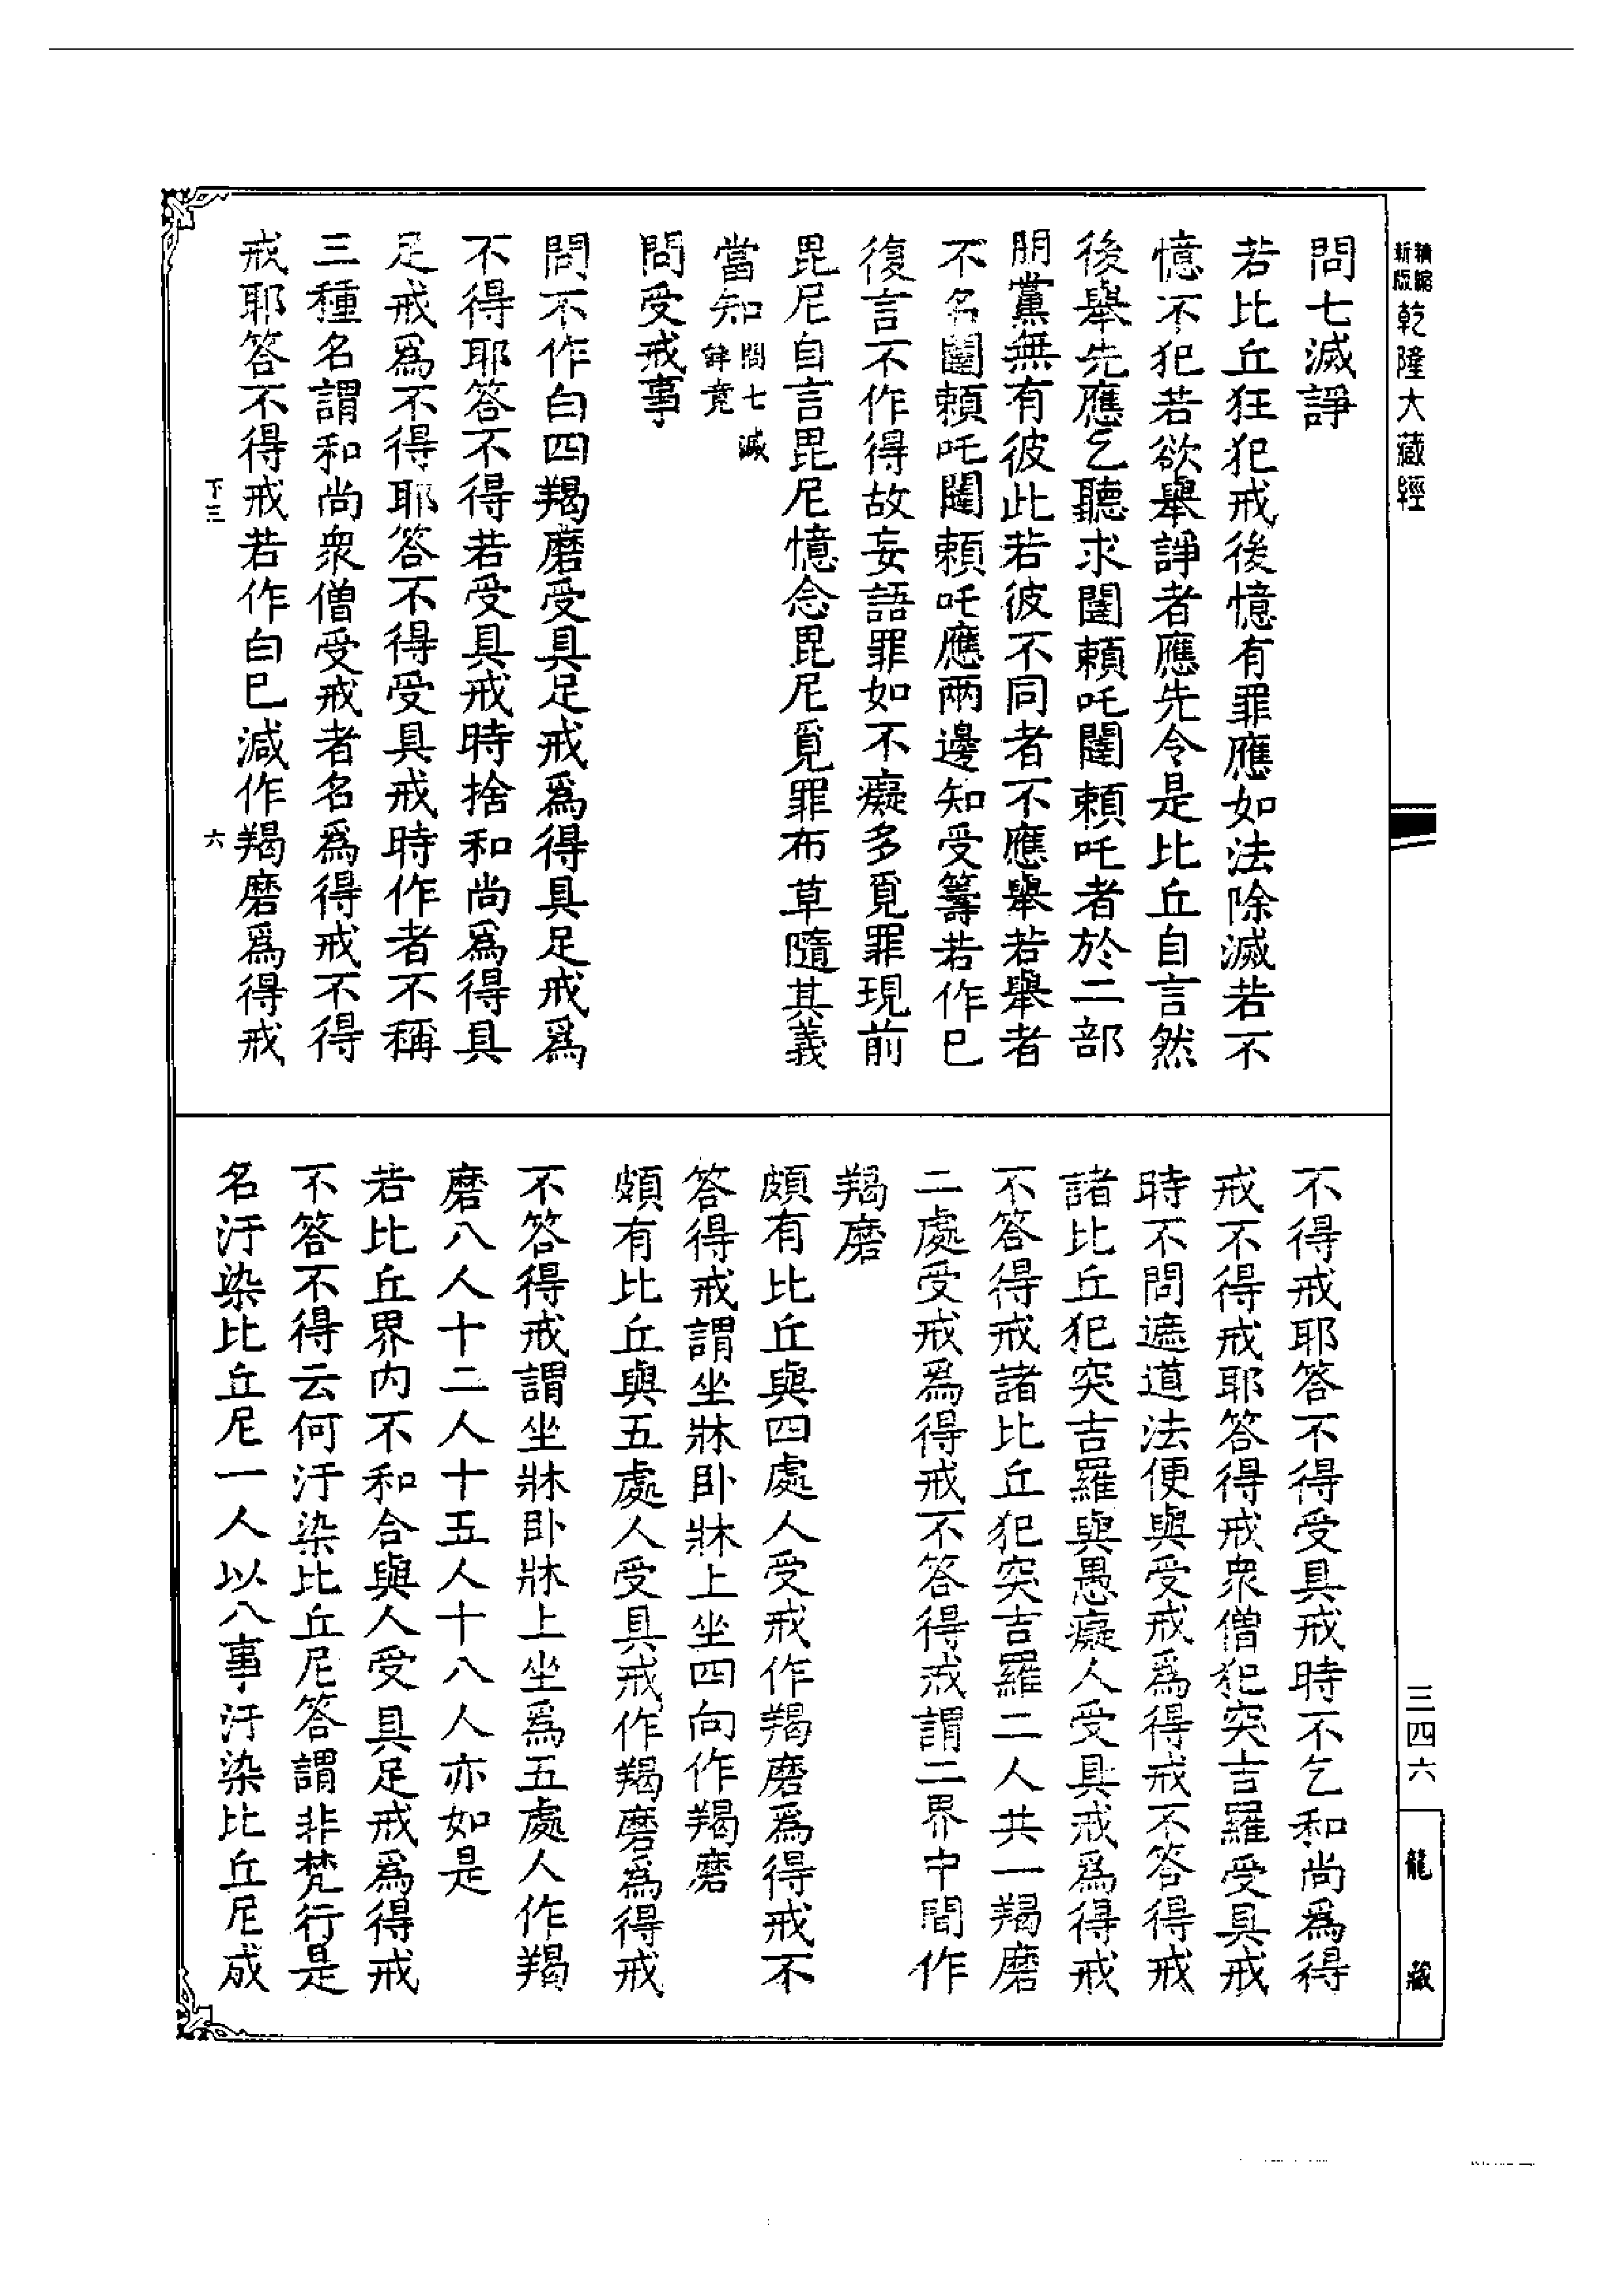 精縮新版乾隆大藏經
三四六
龍藏
問七滅諍
若比丘狂犯戒後憶有罪應如法除滅若不
憶不犯若欲舉諍者應先令是比丘自言然
後舉先應乞聽求闥賴吒闥賴吒者於二部
朋黨無有彼此若彼不同者不應舉若舉者
不名闥賴吒闥賴吒應兩邊知受籌若作已
復言不作得故妄語罪如不癡多覓罪現前
毘尼自言毘尼憶念毘尼覓罪布草隨其義
當知問七滅諍竟
問受戒事
問不作白四羯磨受具足戒爲得具足戒爲
不得耶答不得若受具戒時捨和尚爲得具
足戒爲不得耶答不得受具戒時作者不稱
三種名謂和尚衆僧受戒者名爲得戒不得
戒耶答不得戒若作白已減作羯磨爲得戒
下三 六
不得戒耶答不得受具戒時不乞和尚爲得
戒不得戒耶答得戒衆僧犯突吉羅受具戒
時不問遮道法便與受戒爲得戒不答得戒
諸比丘犯突吉羅與愚癡人受具戒爲得戒
不答得戒諸比丘犯突吉羅二人共一羯磨
二處受戒爲得戒不答得戒謂二界中間作
羯磨
頗有比丘與四處人受戒作羯磨爲得戒不
答得戒謂坐牀臥牀上坐四向作羯磨
頗有比丘與五處人受具戒作羯磨爲得戒
不答得戒謂坐牀臥牀上坐爲五處人作羯
磨八人十二人十五人十八人亦如是
若比丘界内不和合與人受具足戒爲得戒
不答不得云何汙染比丘尼答謂非梵行是
名汙染比丘尼一人以八事汙染比丘尼成